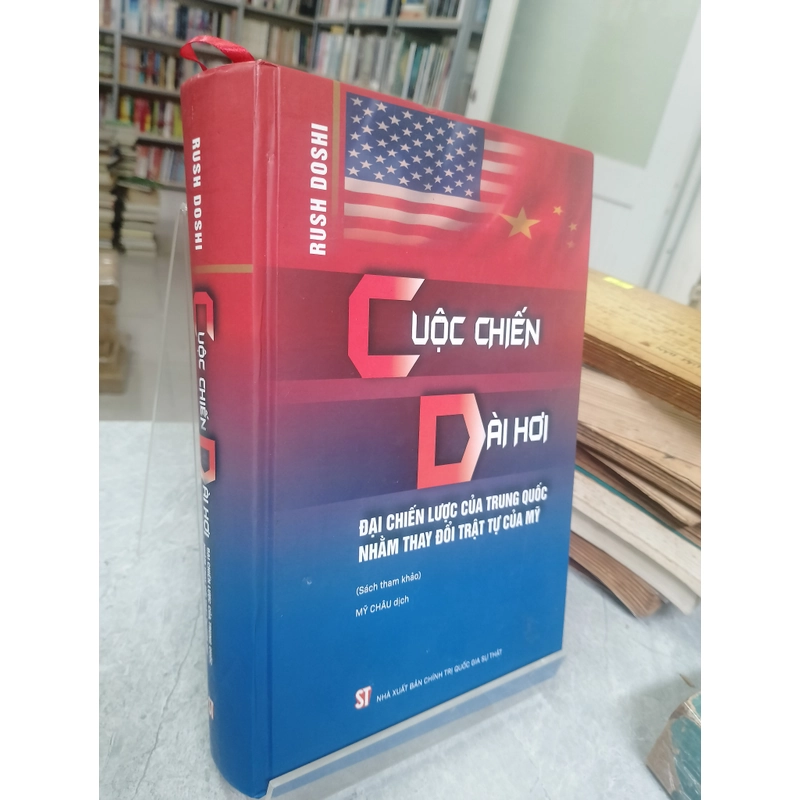 RUSH DOSHI
CUỘC CHIẾN
DÀI HƠI
ĐẠI CHIẾN LƯỢC CỦA TRUNG QUỐC
NHẰM THAY ĐỔI TRẬT TỰ CỦA MỸ
(Sách tham khảo)
MỸ CHÂU dịch
ST
NHÀ XUẤT BẢN CHÍNH TRỊ QUỐC GIA SỰ THẬT
RUSH DOSHI
CUỘC CHIẾN DÀI HƠI
ST